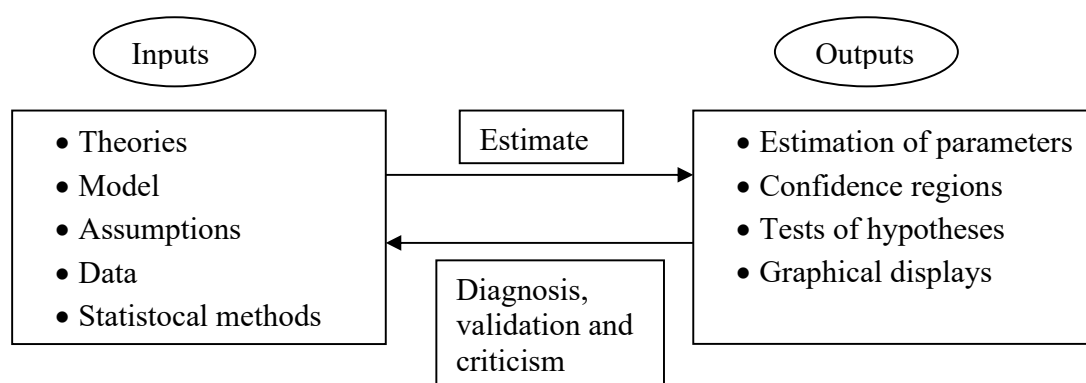 Inputs
Outputs
• Theories
• Model
• Assumptions
• Data
• Statistocal methods
Estimate
Diagnosis,
validation and
criticism
• Estimation of parameters
• Confidence regions
• Tests of hypotheses
• Graphical displays